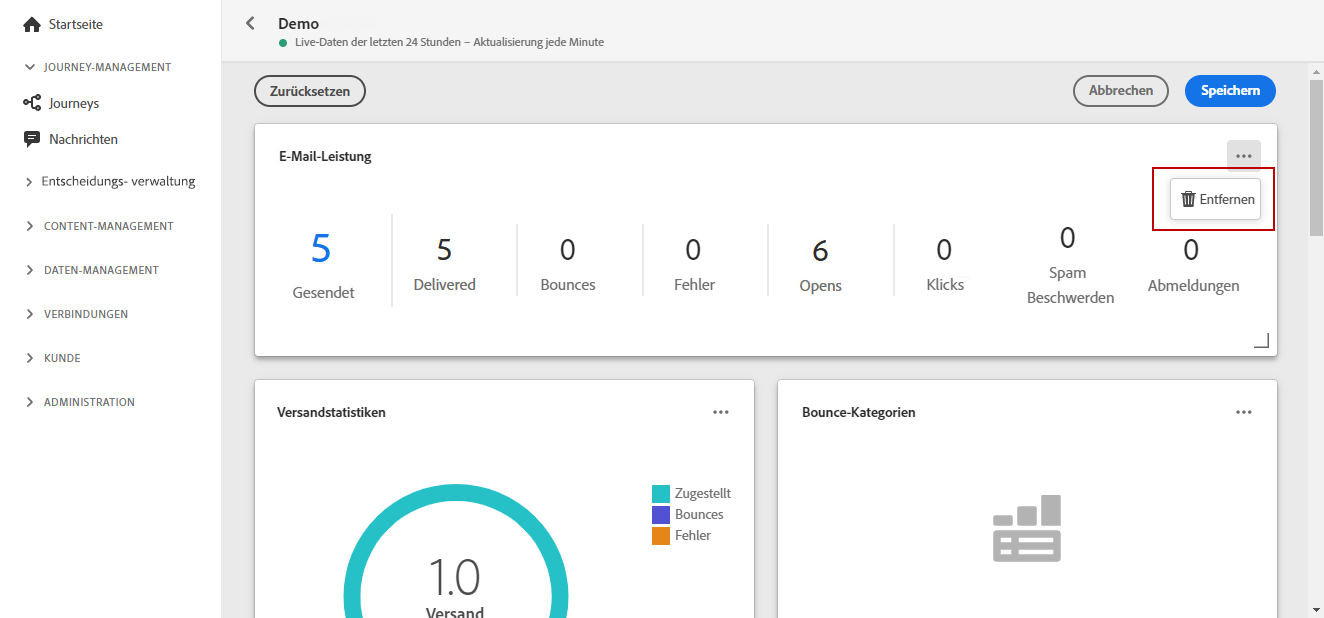 Startseite
JOURNEY-MANAGEMENT
Journeys
Nachrichten
Entscheidungs- verwaltung
CONTENT-MANAGEMENT
DATEN-MANAGEMENT
VERBINDUNGEN
KUNDE
ADMINISTRATION
Demo
Live-Daten der letzten 24 Stunden – Aktualisierung jede Minute
Zurücksetzen
Abbrechen
Speichern
E-Mail-Leistung
Entfernen
5
Gesendet
5
Delivered
0
Bounces
0
Fehler
6
Opens
0
Klicks
0
Spam
Beschwerden
0
Abmeldungen
Versandstatistiken
Zugestellt
Bounces
Fehler
1.0
Versand
Bounce-Kategorien